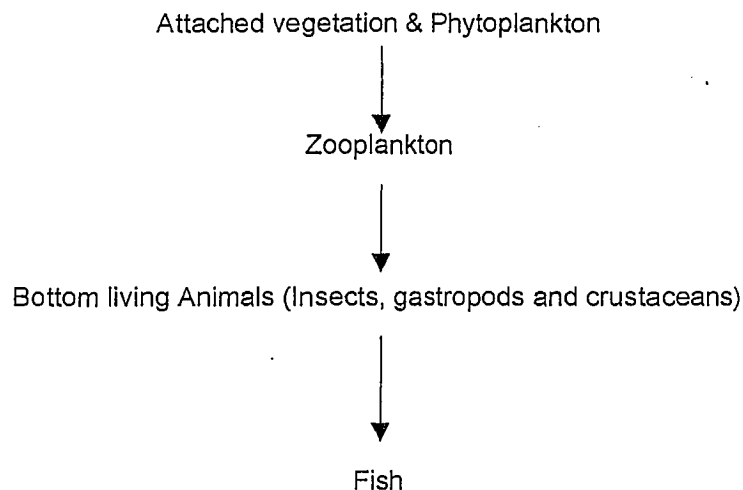 Attached vegetation & Phytoplankton
Zooplankton
Bottom living Animals (Insects, gastropods and crustaceans)
Fish